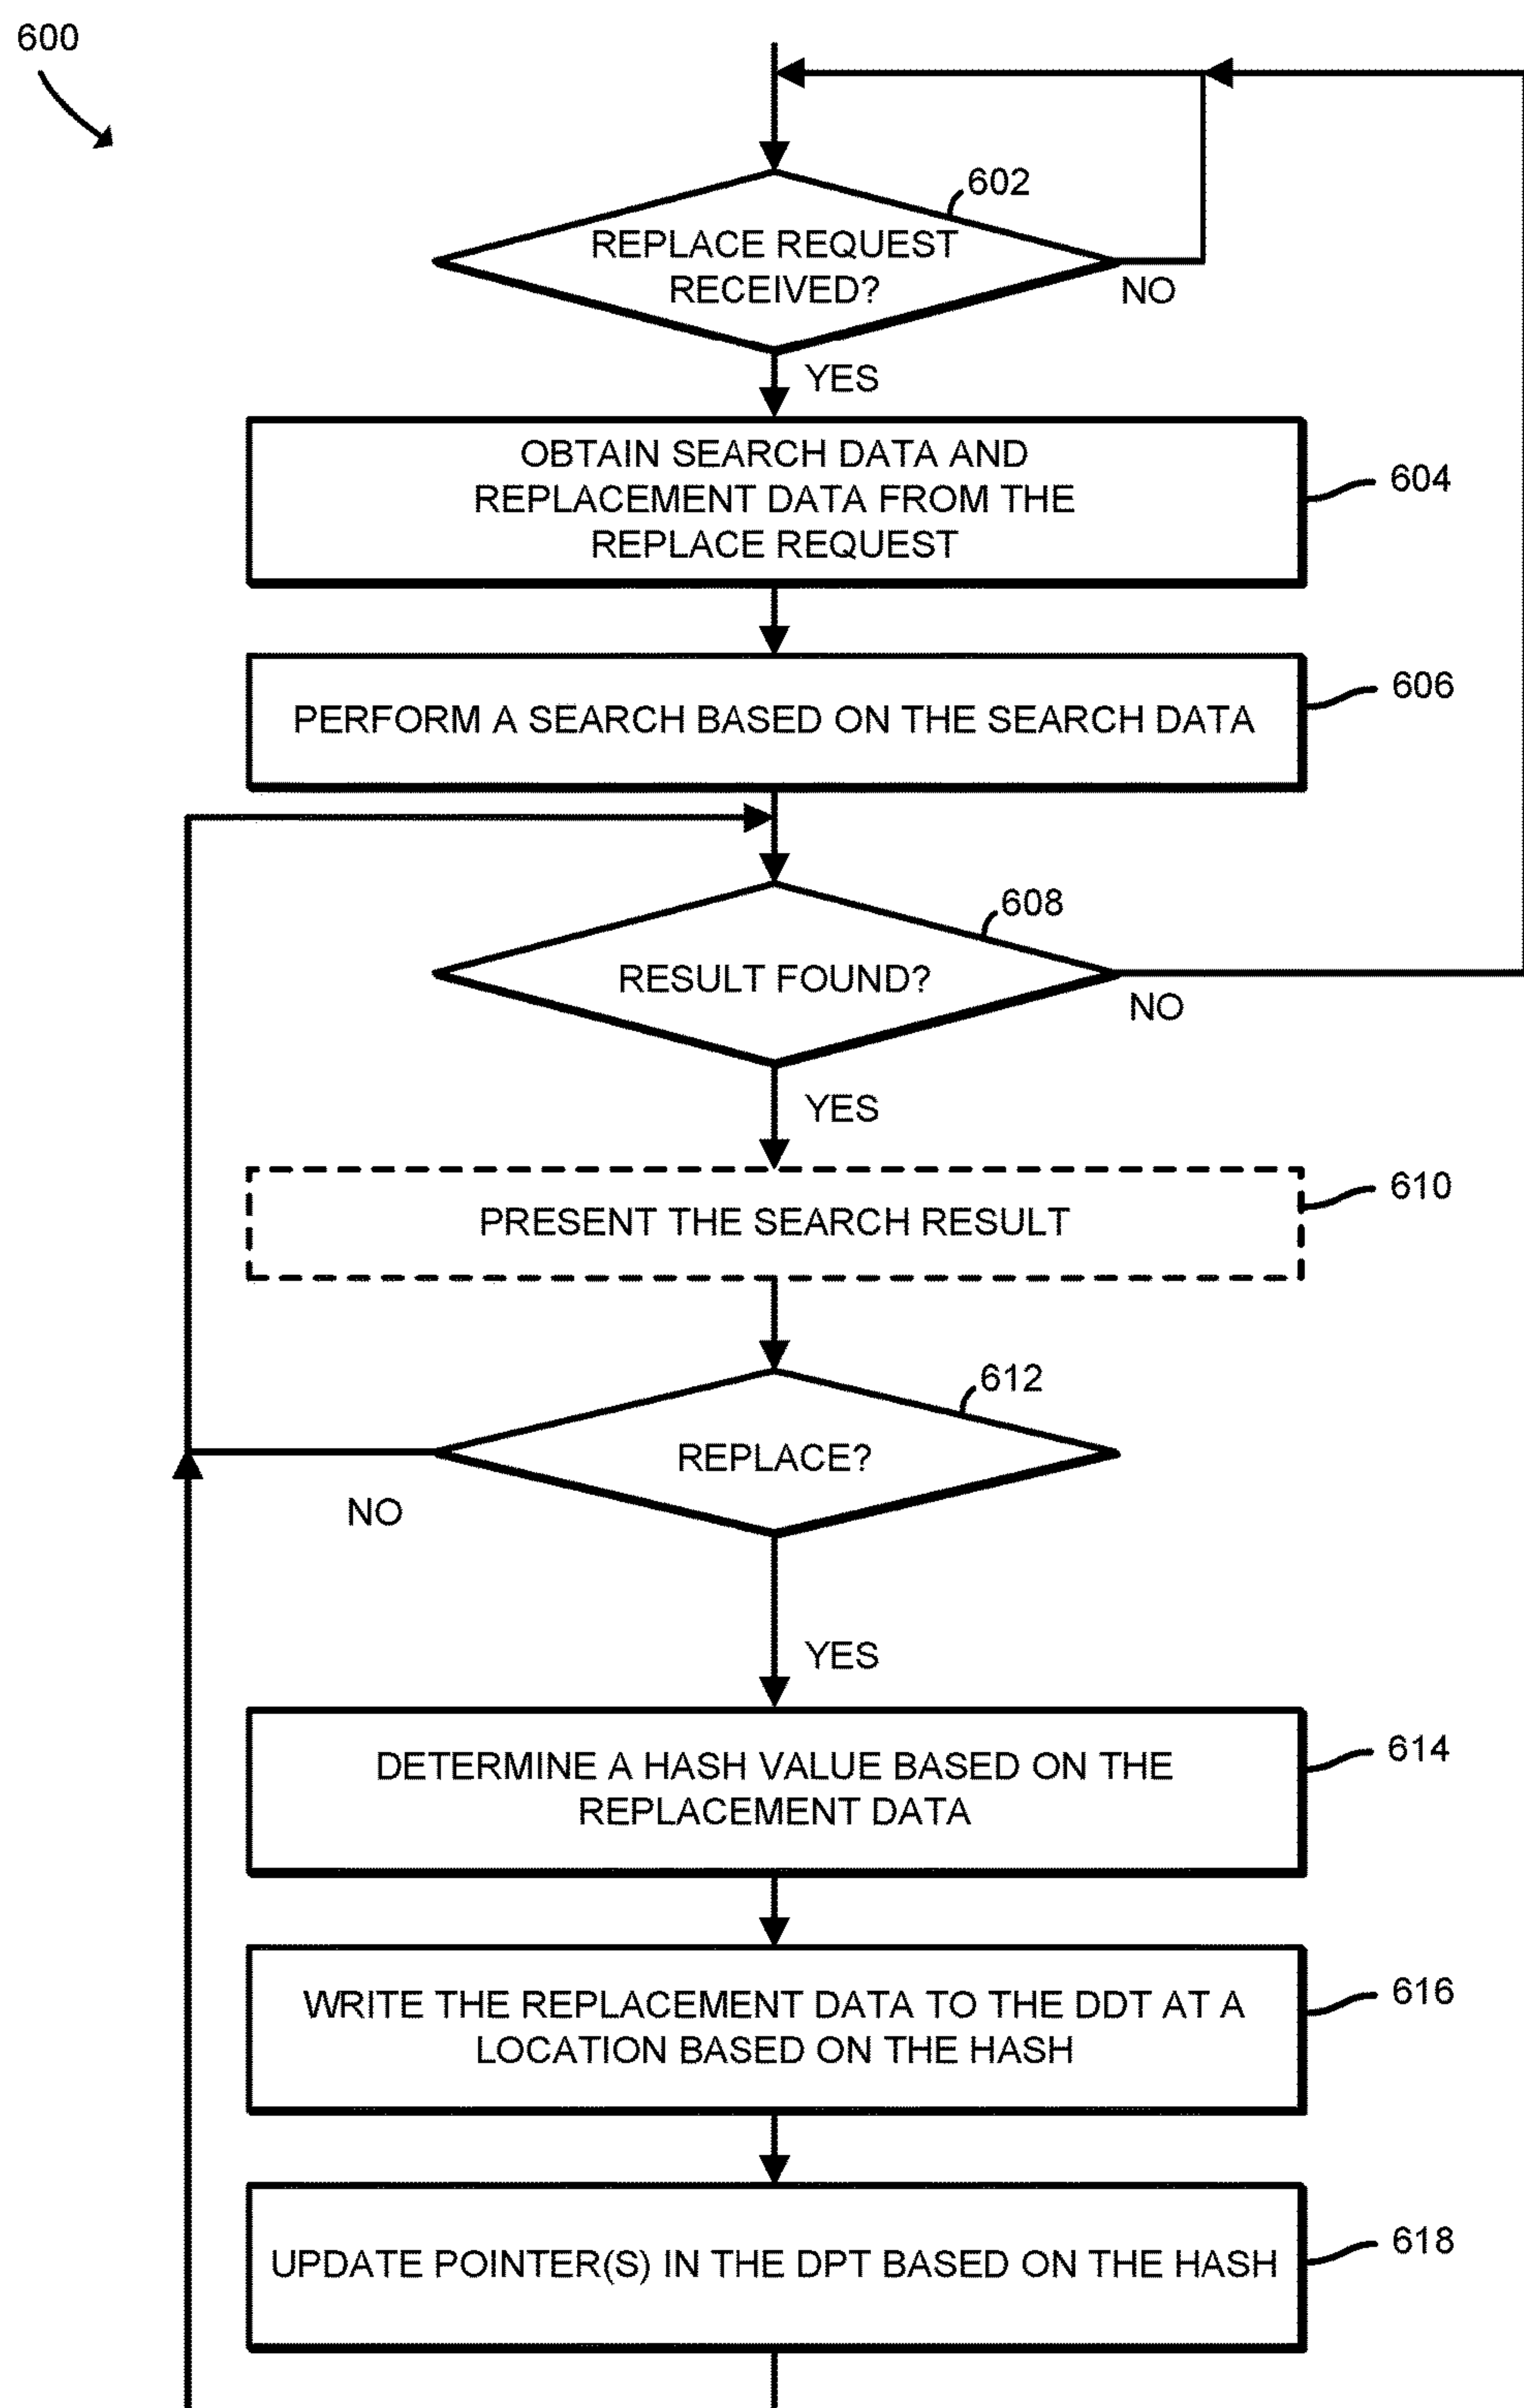 600
602
REPLACE REQUEST
RECEIVED?
NO
YES
OBTAIN SEARCH DATA AND
REPLACEMENT DATA FROM THE
REPLACE REQUEST
604
PERFORM A SEARCH BASED ON THE SEARCH DATA
606
608
RESULT FOUND?
NO
YES
PRESENT THE SEARCH RESULT
610
612
REPLACE?
NO
YES
DETERMINE A HASH VALUE BASED ON THE
REPLACEMENT DATA
614
WRITE THE REPLACEMENT DATA TO THE DDT AT A
LOCATION BASED ON THE HASH
616
UPDATE POINTER(S) IN THE DPT BASED ON THE HASH
618